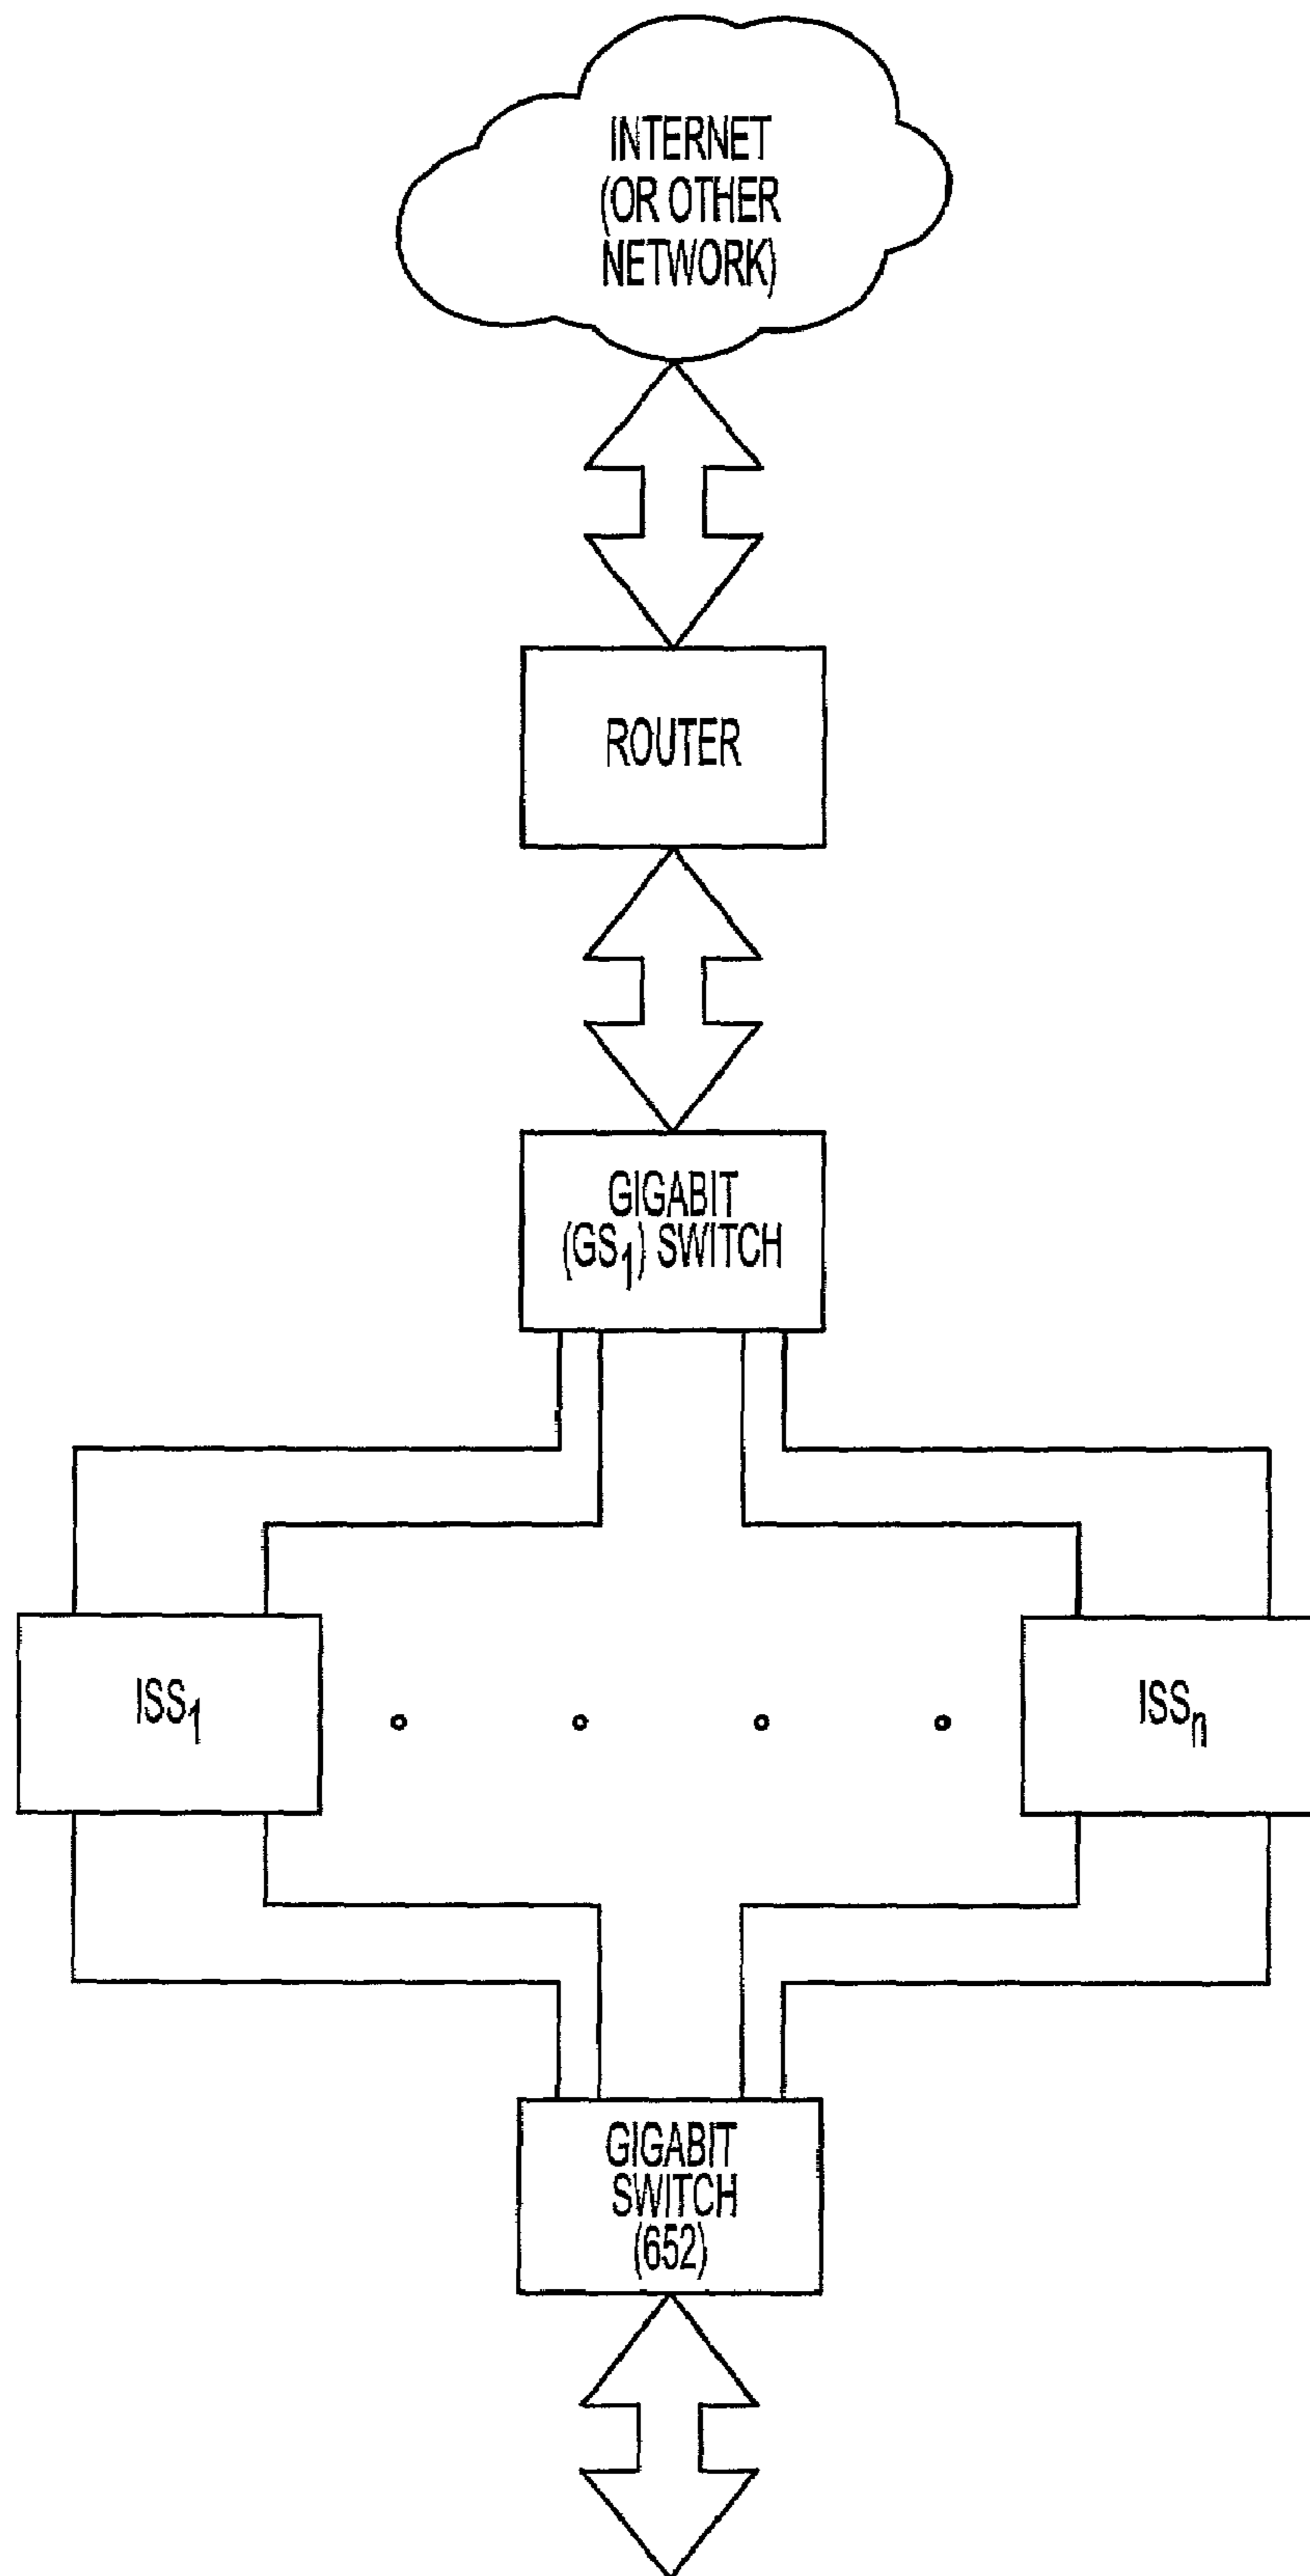 INTERNET
(OR OTHER
NETWORK)
ROUTER
GIGABIT
(GS₁) SWITCH
ISS₁
ISSₙ
GIGABIT
SWITCH
(652)